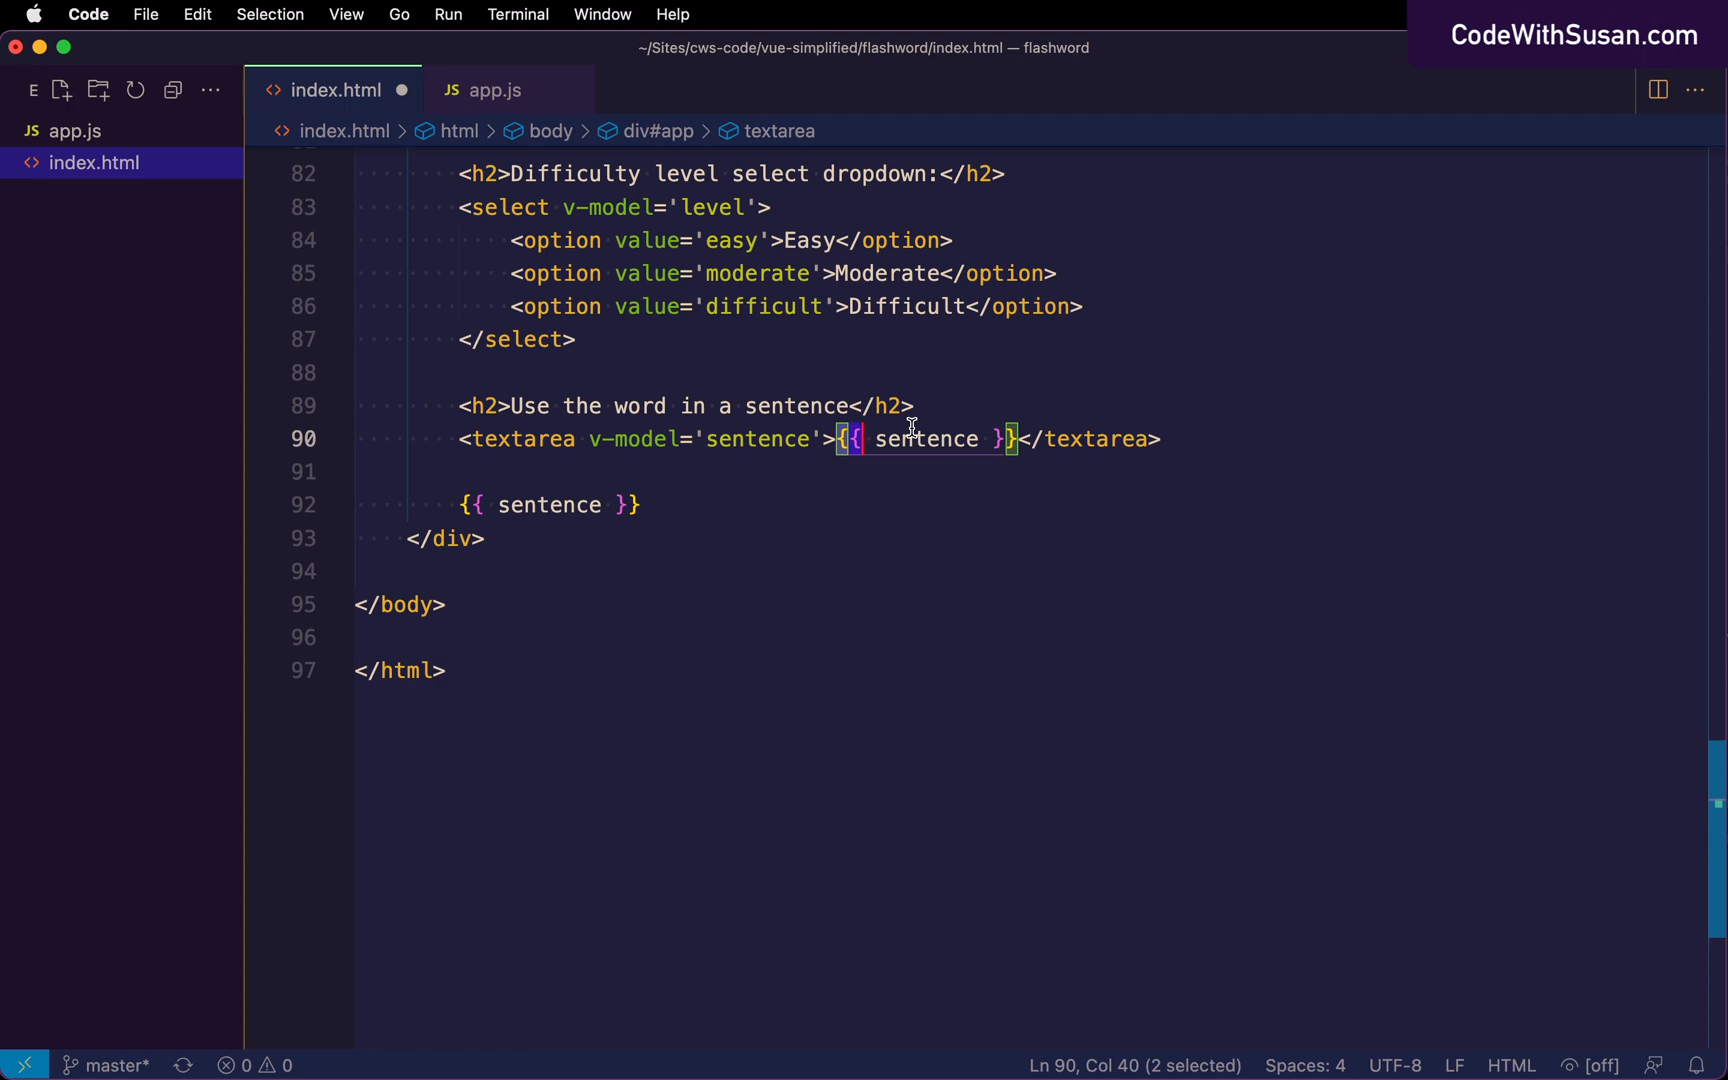 Code File Edit Selection View Go Run Terminal Window Help
CodeWithSusan.com
~/Sites/cws-code/vue-simplified/flashword/index.html — flashword
E ···
<> index.html
JS app.js
···
JS app.js
<> index.html
<> index.html > html > body > div#app > textarea
82 <h2>Difficulty level select dropdown:</h2>
83 <select v-model='level'>
84 <option value='easy'>Easy</option>
85 <option value='moderate'>Moderate</option>
86 <option value='difficult'>Difficult</option>
87 </select>
88
89 <h2>Use the word in a sentence</h2>
90 <textarea v-model='sentence'>{{ sentence }}</textarea>
91
92 {{ sentence }}
93 </div>
94
95 </body>
96
97 </html>
master* 0 0 Ln 90, Col 40 (2 selected) Spaces: 4 UTF-8 LF HTML [off]